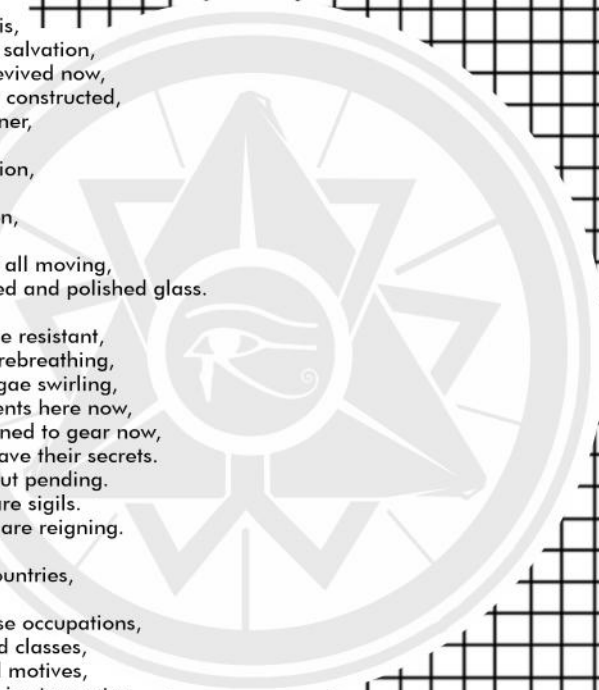 is,
salvation,
evived now,
constructed,
ner,
ion,
n,
all moving,
ed and polished glass.
e resistant,
rebreathing,
gae swirling,
ents here now,
ned to gear now,
ave their secrets.
ut pending.
re sigils.
are reigning.
ountries,
se occupations,
d classes,
l motives,